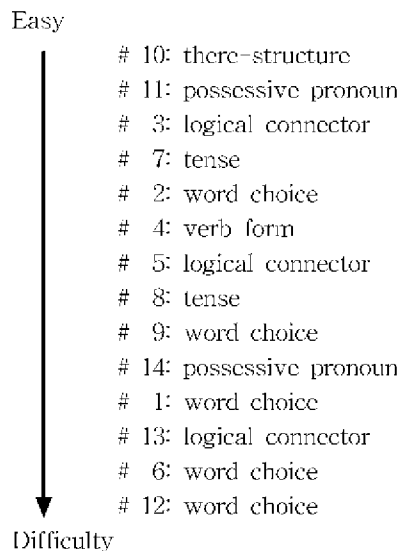 Easy
# 10: there-structure
# 11: possessive pronoun
# 3: logical connector
# 7: tense
# 2: word choice
# 4: verb form
# 5: logical connector
# 8: tense
# 9: word choice
# 14: possessive pronoun
# 1: word choice
# 13: logical connector
# 6: word choice
# 12: word choice
Difficulty